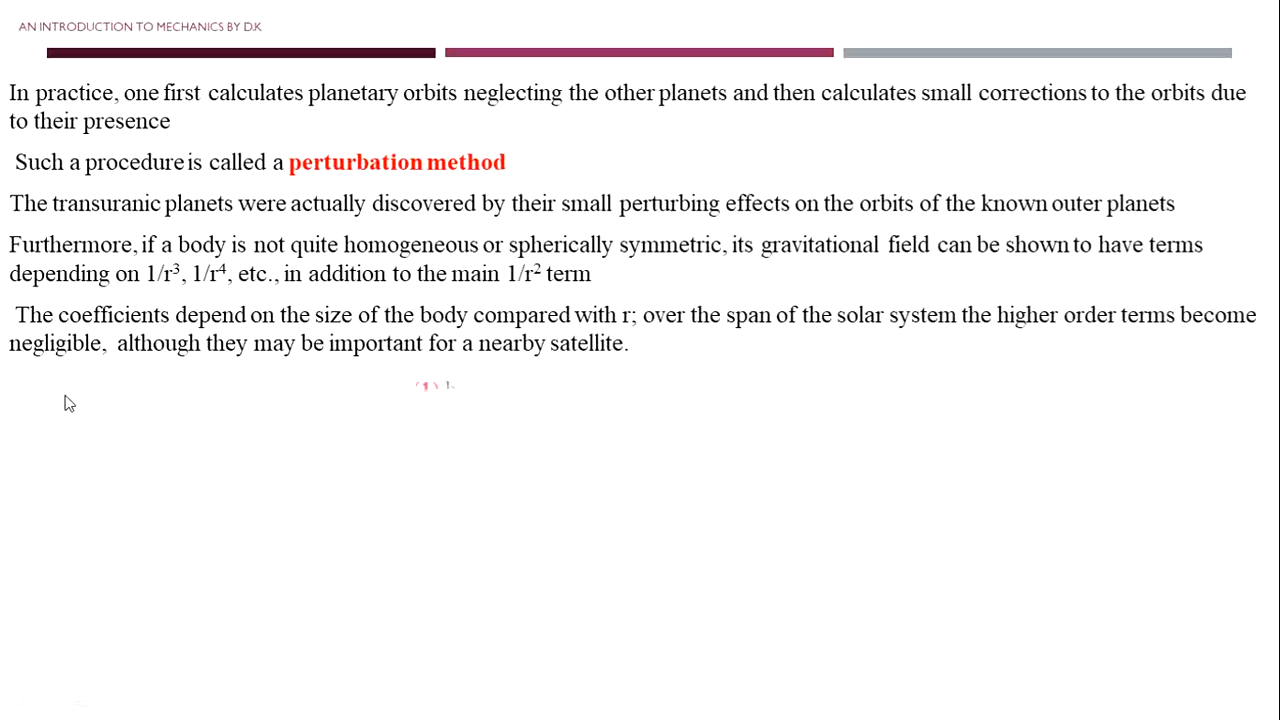 AN INTRODUCTION TO MECHANICS BY D.K
In practice, one first calculates planetary orbits neglecting the other planets and then calculates small corrections to the orbits due
to their presence
Such a procedure is called a perturbation method
The transuranic planets were actually discovered by their small perturbing effects on the orbits of the known outer planets
Furthermore, if a body is not quite homogeneous or spherically symmetric, its gravitational field can be shown to have terms
depending on 1/r³, 1/r⁴, etc., in addition to the main 1/r² term
The coefficients depend on the size of the body compared with r; over the span of the solar system the higher order terms become
negligible, although they may be important for a nearby satellite.